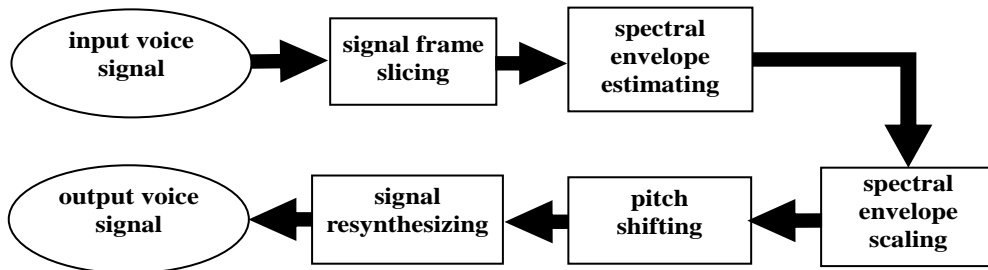 input voice
signal
signal frame
slicing
spectral
envelope
estimating
spectral
envelope
scaling
pitch
shifting
signal
resynthesizing
output voice
signal